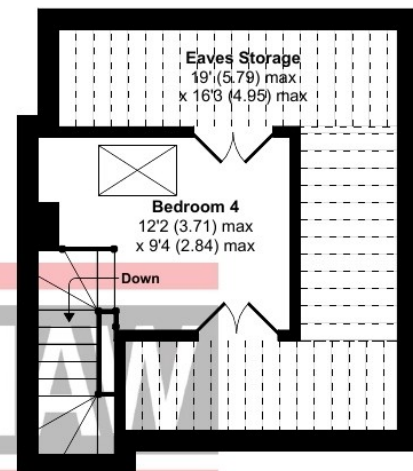 Eaves Storage
19' (5.79) max
x 16'3 (4.95) max
Bedroom 4
12'2 (3.71) max
x 9'4 (2.84) max
Down
AW